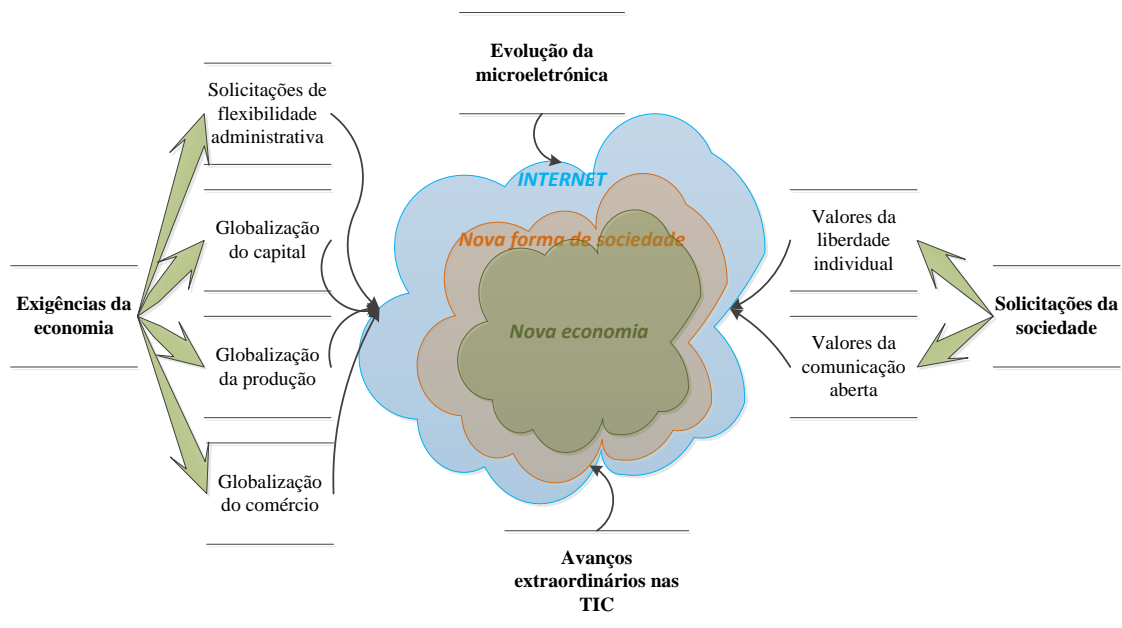 Evolução da
microeletrónica
Solicitações de
flexibilidade
administrativa
Globalização
do capital
Exigências da
economia
Globalização
da produção
Globalização
do comércio
INTERNET
Nova forma de sociedade
Nova economia
Valores da
liberdade
individual
Valores da
comunicação
aberta
Solicitações da
sociedade
Avanços
extraordinários nas
TIC